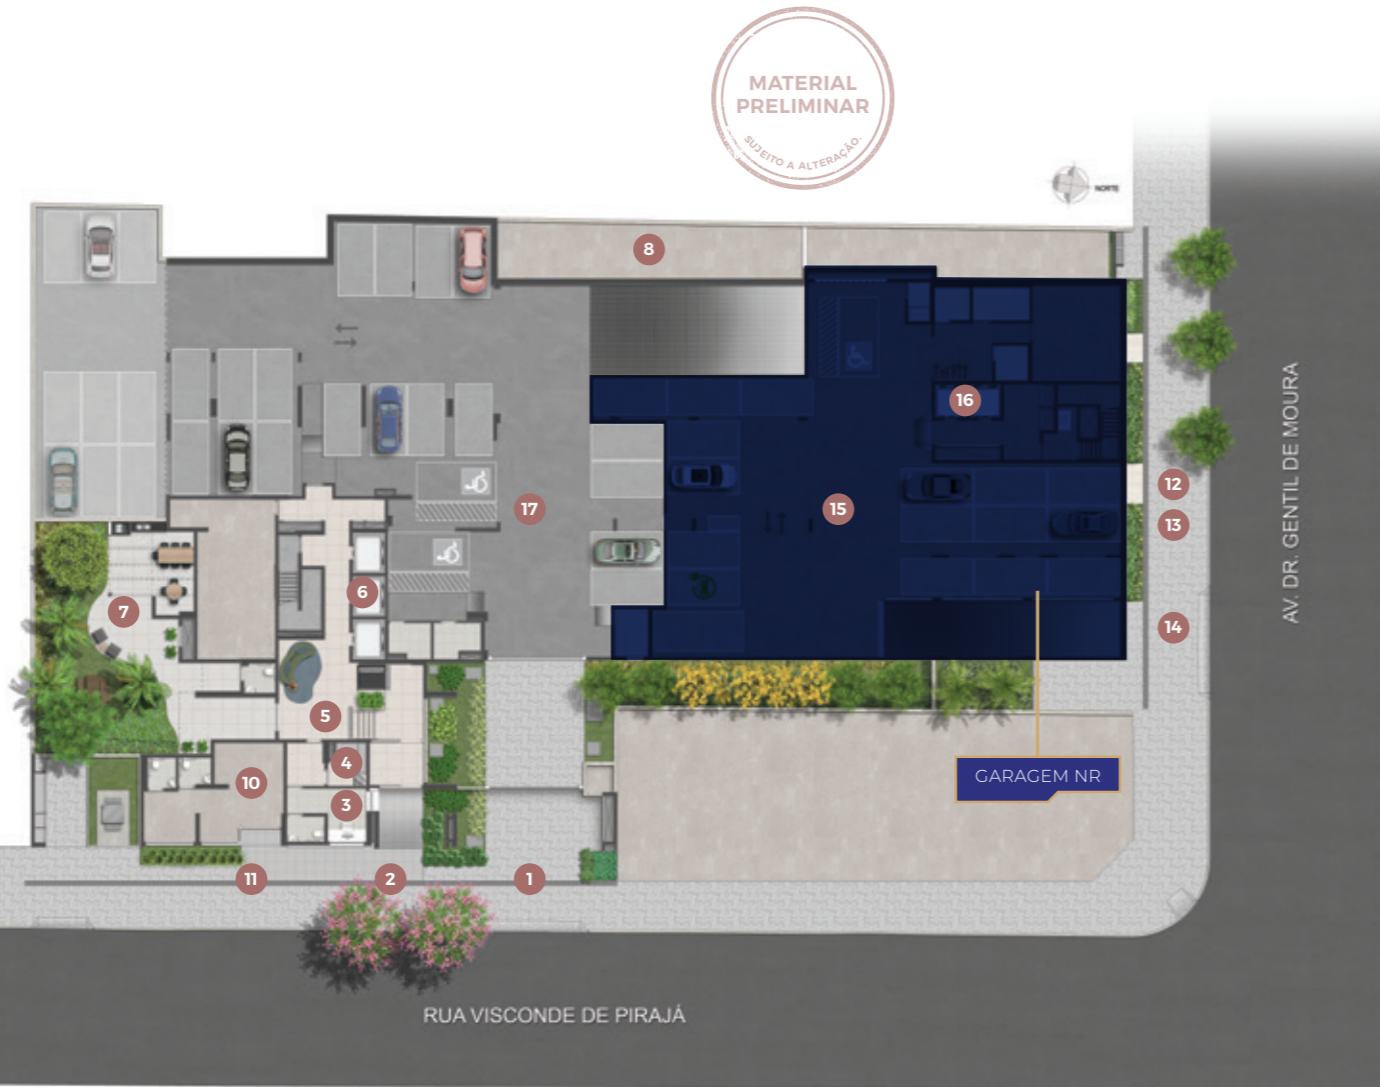 MATERIAL
PRELIMINAR
SUJEITO A ALTERAÇÃO.
NORTE
8
16
12
17
15
13
6
7
14
5
4
10
3
GARAGEM NR
11
2
1
AV. DR. GENTIL DE MOURA
RUA VISCONDE DE PIRAJÁ